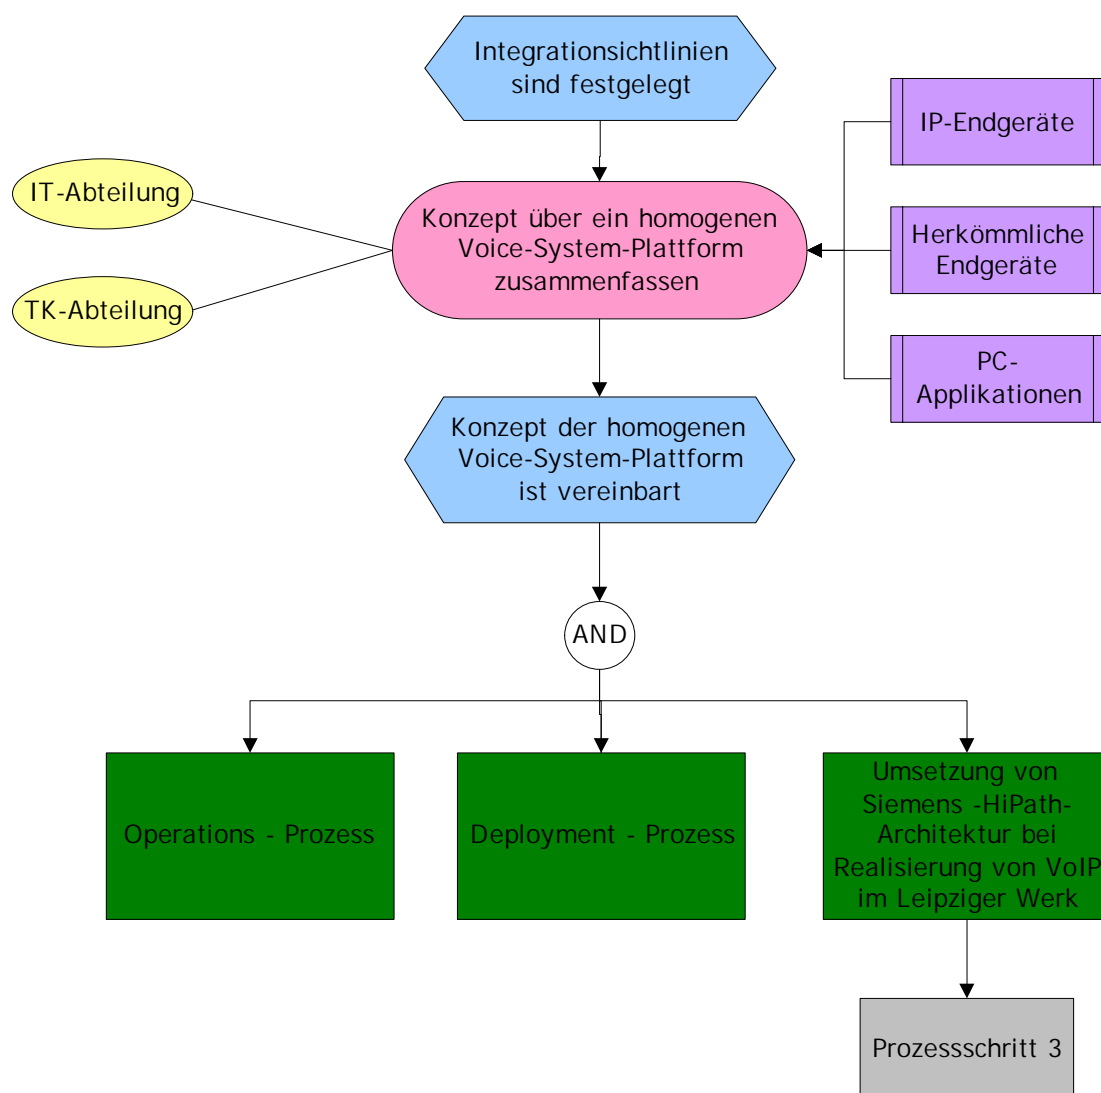 Integrationsichtlinien
sind festgelegt
IP-Endgeräte
IT-Abteilung
Konzept über ein homogenen
Voice-System-Plattform
zusammenfassen
Herkömmliche
Endgeräte
TK-Abteilung
PC-
Applikationen
Konzept der homogenen
Voice-System-Plattform
ist vereinbart
AND
Operations - Prozess
Deployment - Prozess
Umsetzung von
Siemens -HiPath-
Architektur bei
Realisierung von VoIP
im Leipziger Werk
Prozessschritt 3